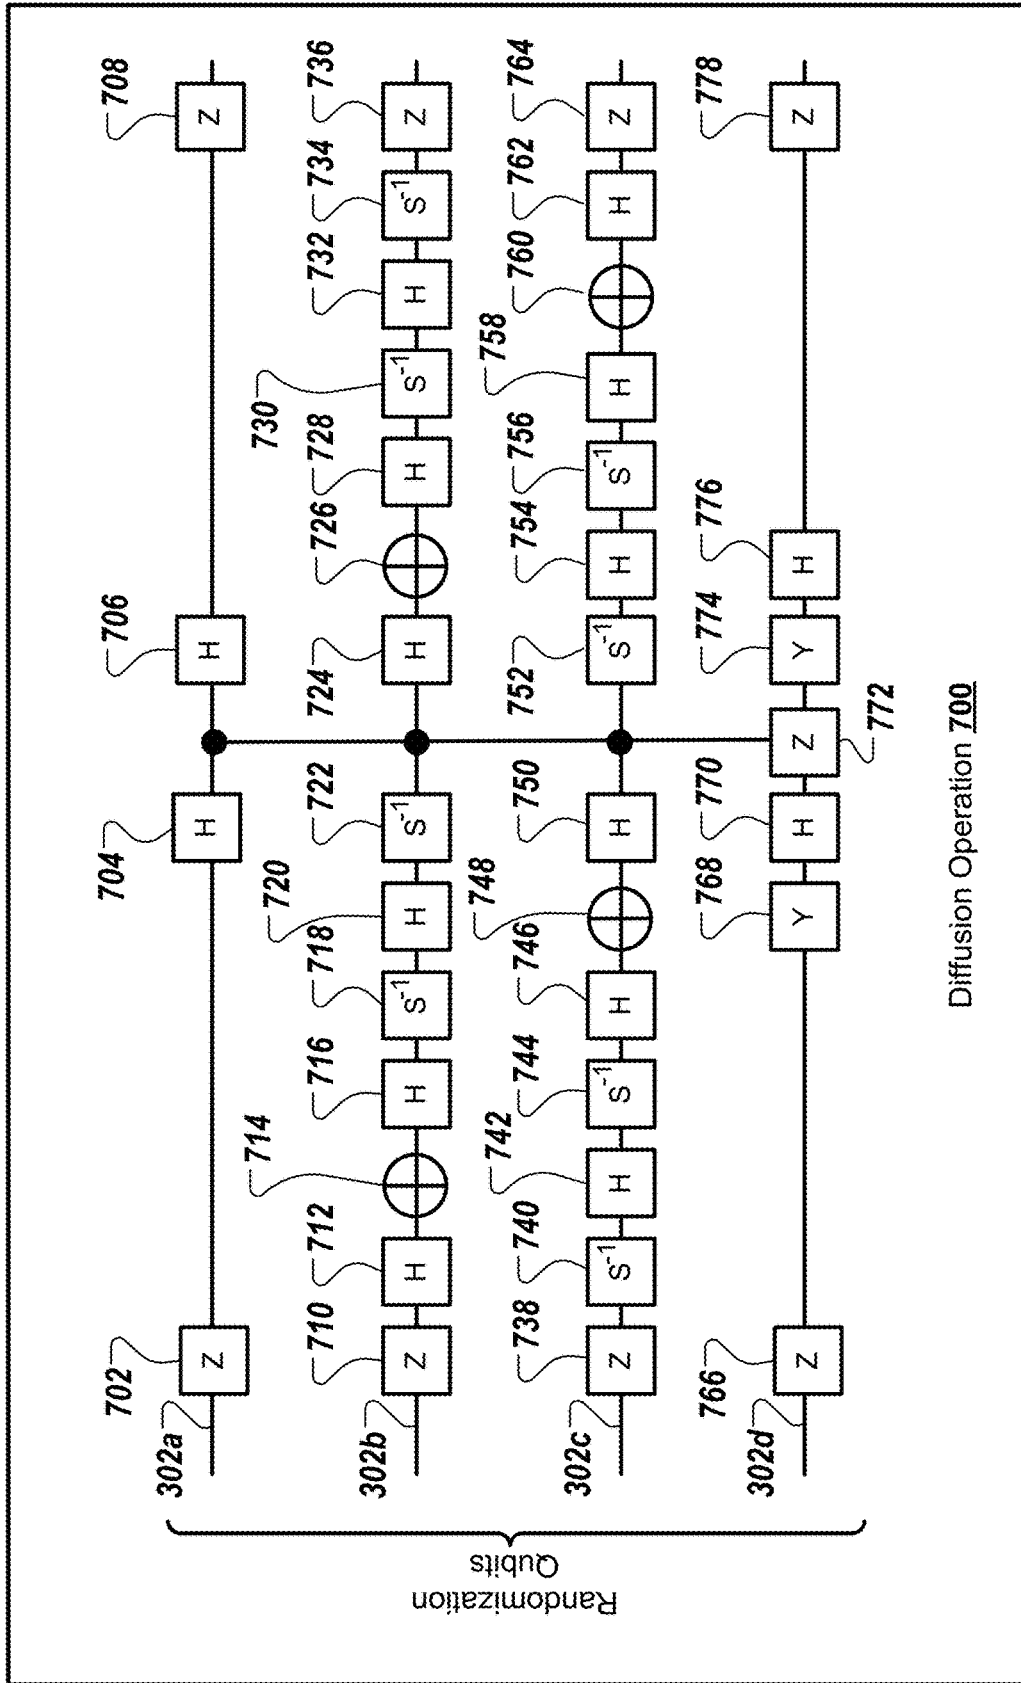 Randomization
Qubits
302a
702
Z
704
H
706
H
708
Z
302b
710
Z
712
H
714
716
H
718
S⁻¹
720
H
722
S⁻¹
724
H
726
728
H
730
S⁻¹
732
H
734
S⁻¹
736
Z
302c
738
Z
740
S⁻¹
742
H
744
S⁻¹
746
H
748
750
H
752
S⁻¹
754
H
756
S⁻¹
758
H
760
762
H
764
Z
302d
766
Z
768
Y
770
H
772
Z
774
Y
776
H
778
Z
Diffusion Operation 700